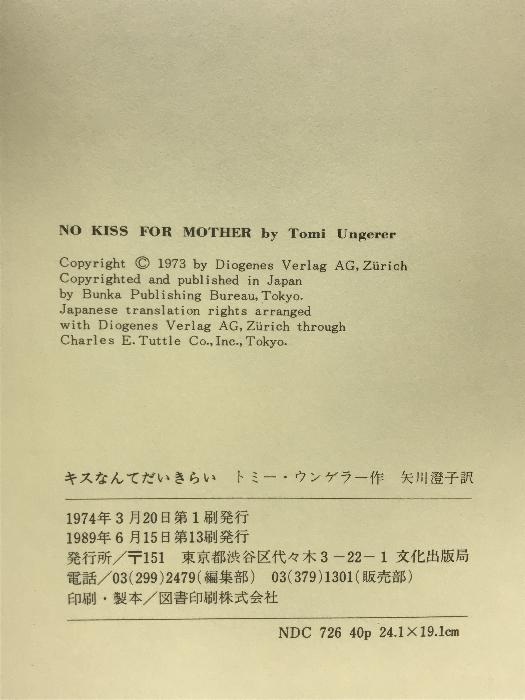 NO KISS FOR MOTHER by Tomi Ungerer
Copyright © 1973 by Diogenes Verlag AG, Zürich
Copyrighted and published in Japan
by Bunka Publishing Bureau, Tokyo.
Japanese translation rights arranged
with Diogenes Verlag AG, Zürich through
Charles E. Tuttle Co., Inc., Tokyo.
キスなんてだいきらい トミー・ウンゲラー作 矢川澄子訳
1974年3月20日第1刷発行
1989年6月15日第13刷発行
発行所／〒151 東京都渋谷区代々木3−22−1 文化出版局
電話／03(299)2479(編集部) 03(379)1301(販売部)
印刷・製本／図書印刷株式会社
NDC 726 40p 24.1×19.1cm